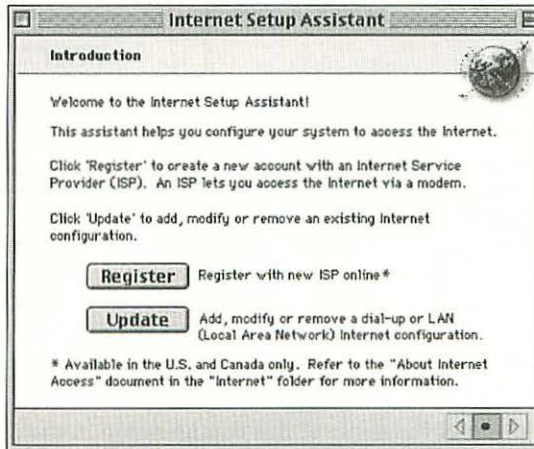 Internet Setup Assistant
Introduction
Welcome to the Internet Setup Assistant!
This assistant helps you configure your system to access the Internet.
Click 'Register' to create a new account with an Internet Service
Provider (ISP). An ISP lets you access the Internet via a modem.
Click 'Update' to add, modify or remove an existing Internet
configuration.
Register
Register with new ISP online*
Update
Add, modify or remove a dial-up or LAN
(Local Area Network) Internet configuration.
* Available in the U.S. and Canada only. Refer to the "About Internet
Access" document in the "Internet" folder for more information.